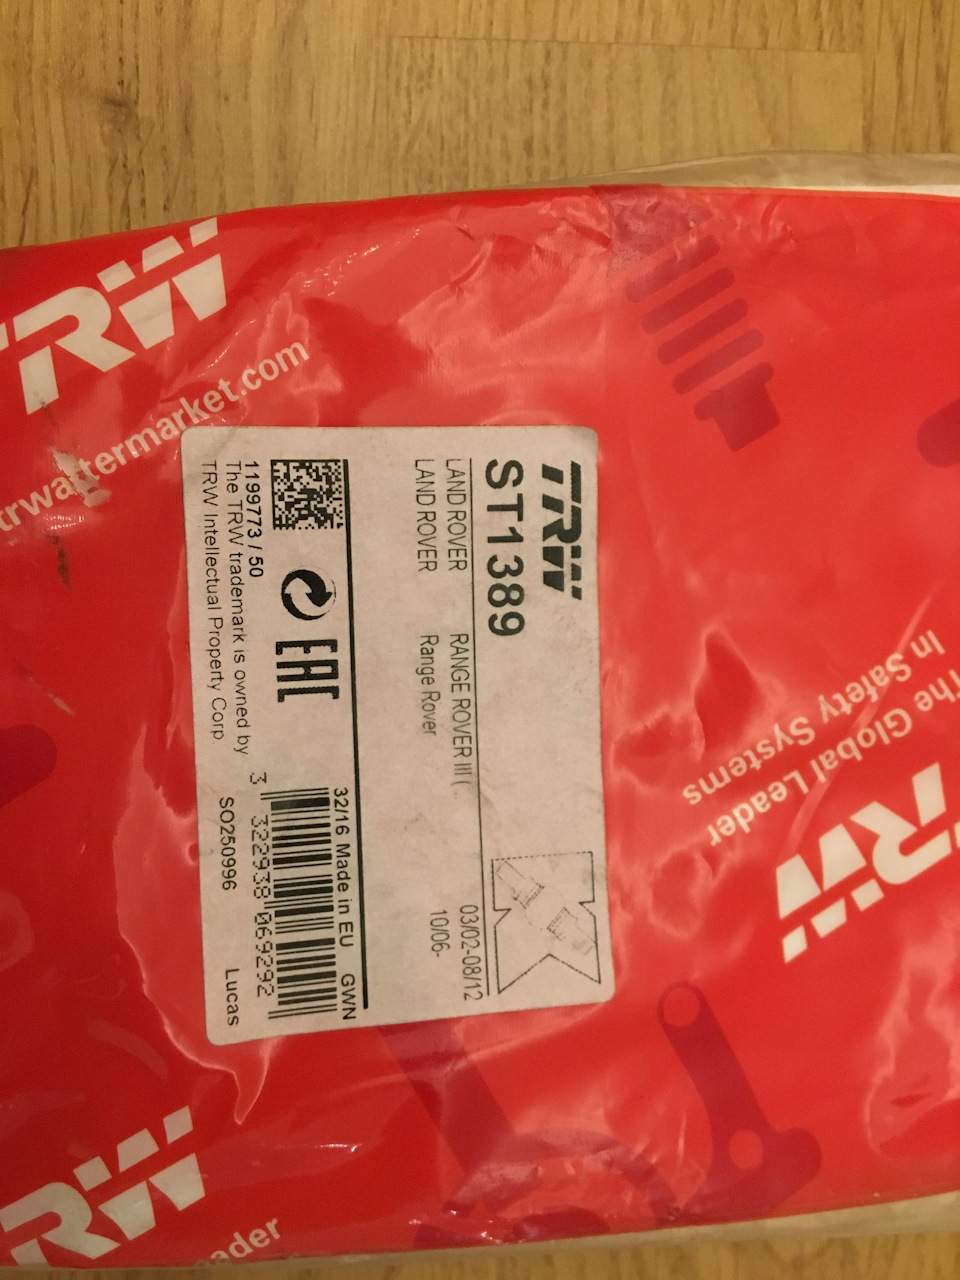 TRW
ST1389
LAND ROVER RANGE ROVER III ( 03/02-08/12
LAND ROVER Range Rover 10/06-
32/16 Made in EU GWN
EAC
1199773 / 50
The TRW trademark is owned by
TRW Intellectual Property Corp.
3 322938 069292
SO250996 Lucas
TRW
trwaftermarket.com
The Global Leader
In Safety Systems
TRW
TRW